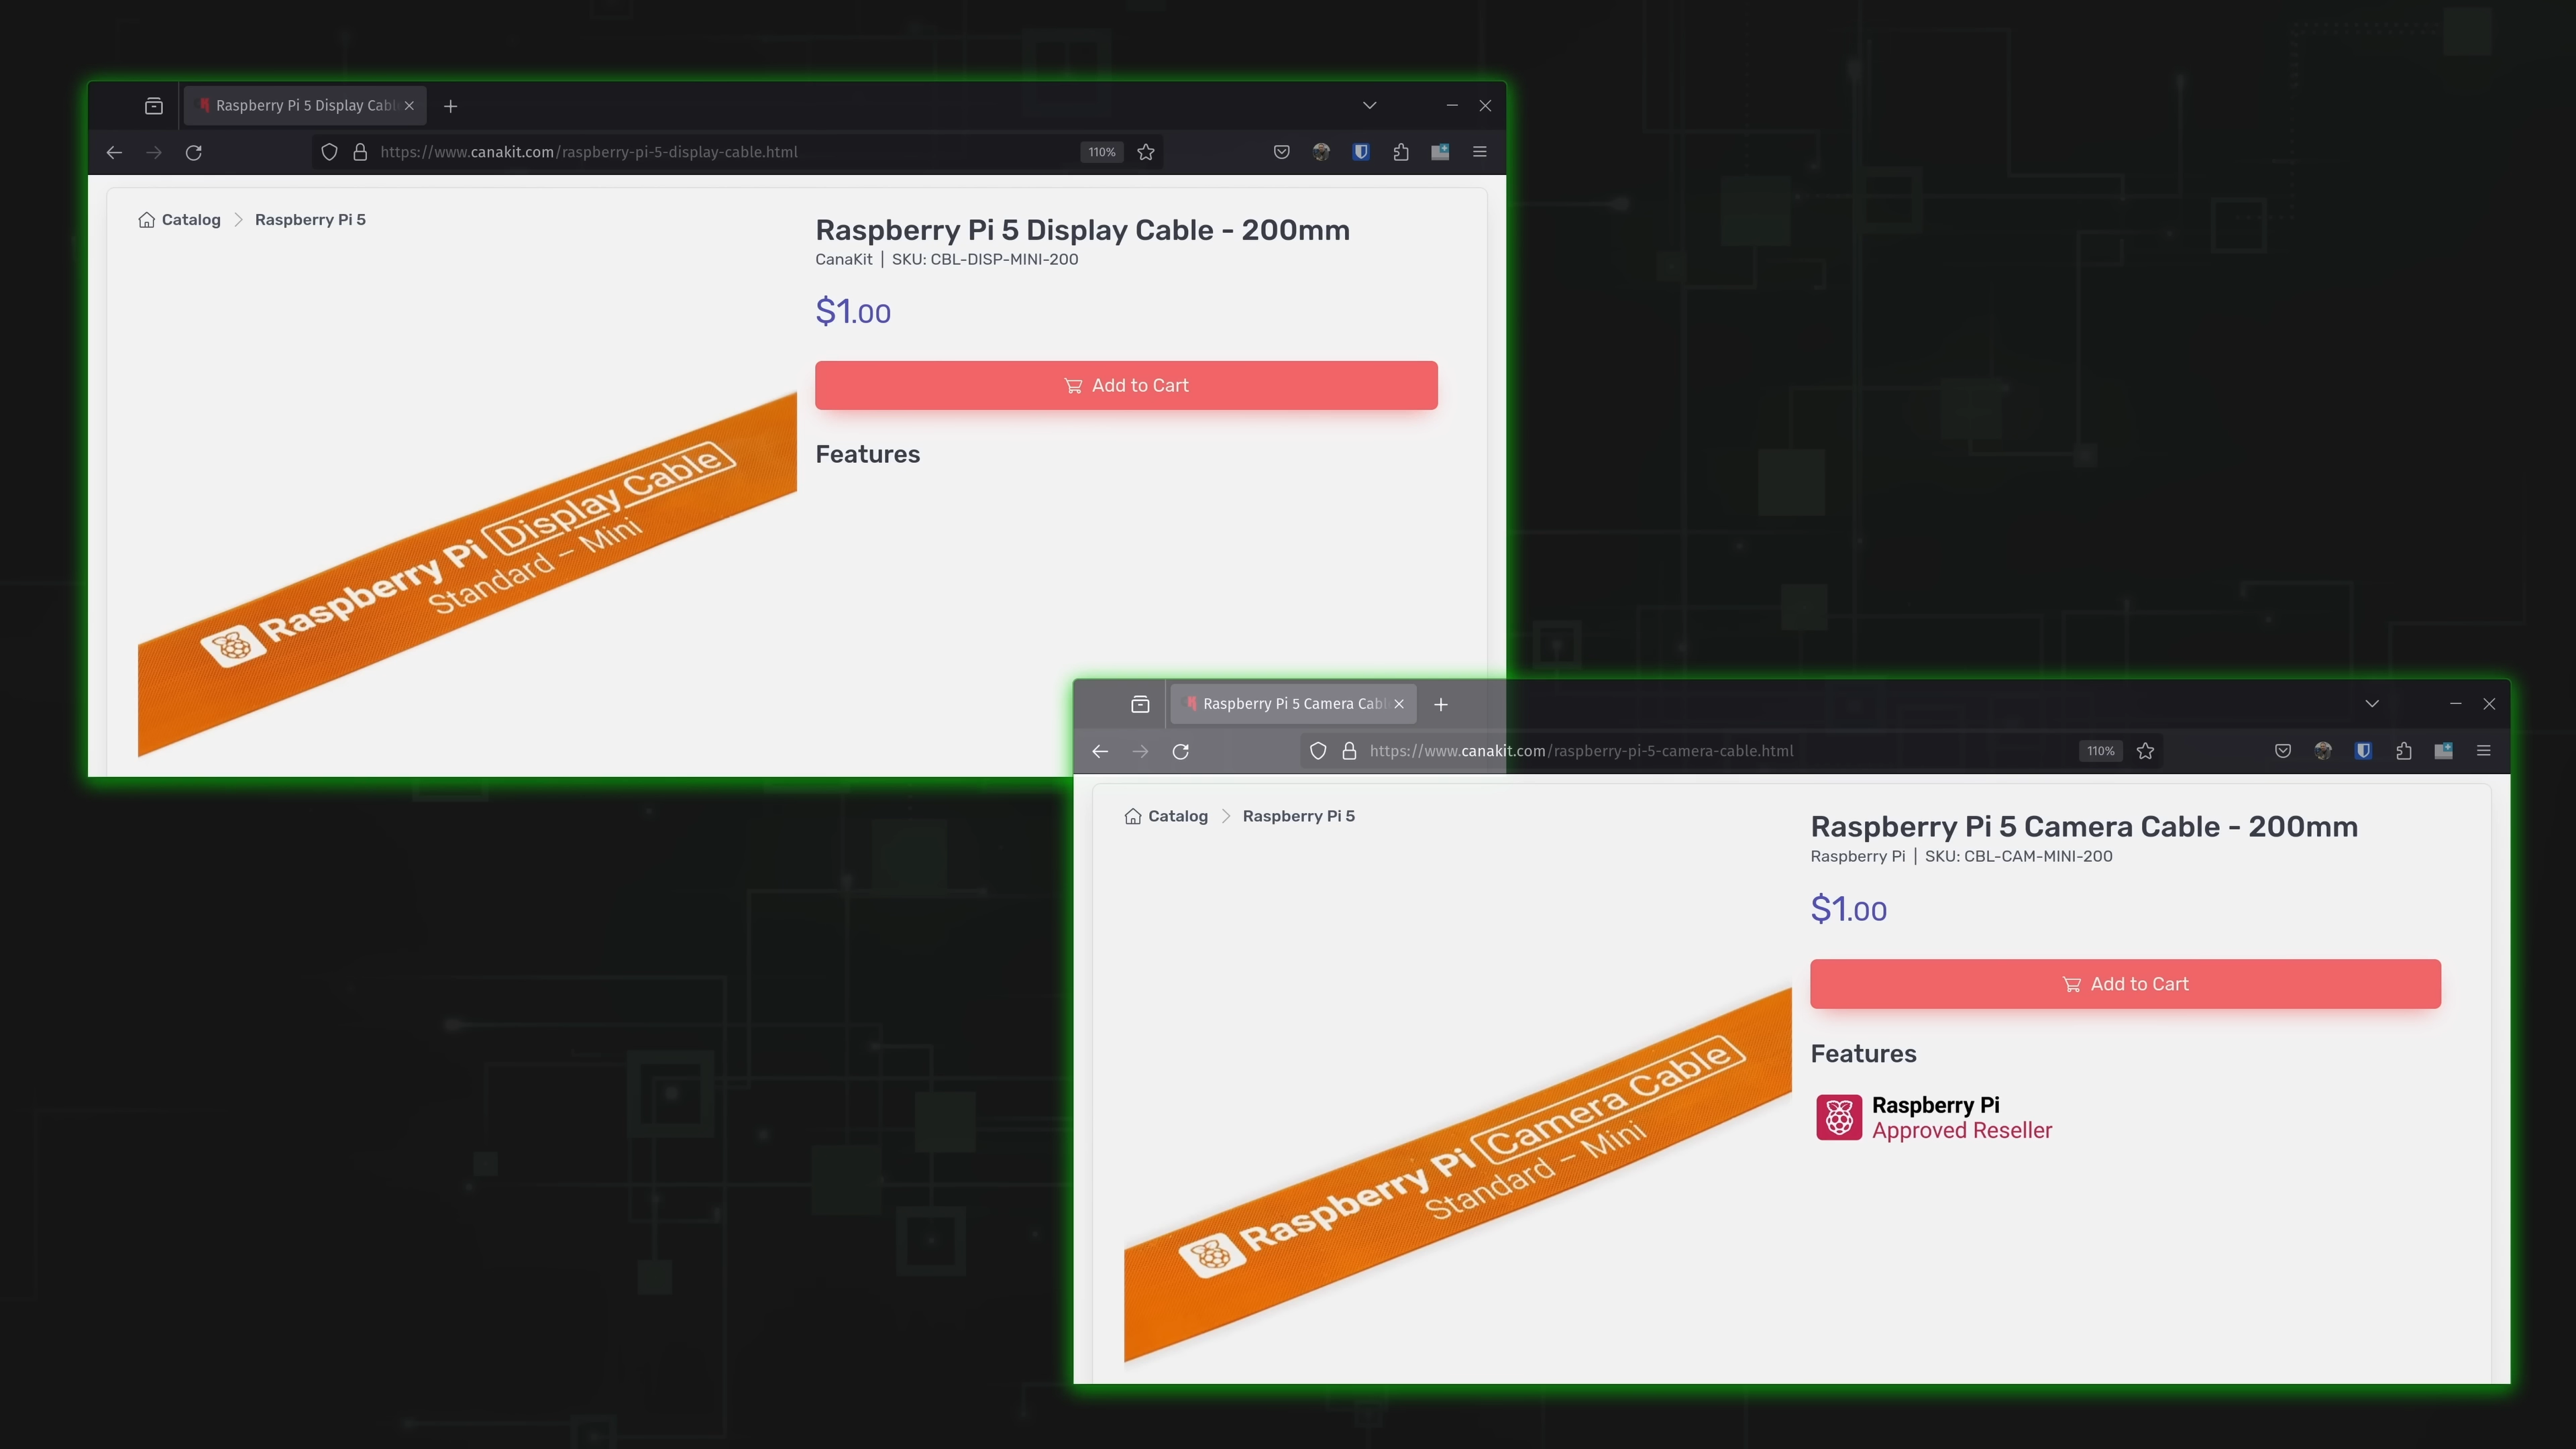 Raspberry Pi 5 Display Cabl
https://www.canakit.com/raspberry-pi-5-display-cable.html
110%
Catalog
Raspberry Pi 5
Raspberry Pi 5 Display Cable - 200mm
CanaKit | SKU: CBL-DISP-MINI-200
$1.00
Add to Cart
Features
Raspberry Pi Display Cable
Standard – Mini
Raspberry Pi 5 Camera Cabl
https://www.canakit.com/raspberry-pi-5-camera-cable.html
110%
Catalog
Raspberry Pi 5
Raspberry Pi 5 Camera Cable - 200mm
Raspberry Pi | SKU: CBL-CAM-MINI-200
$1.00
Add to Cart
Features
Raspberry Pi
Approved Reseller
Raspberry Pi Camera Cable
Standard – Mini